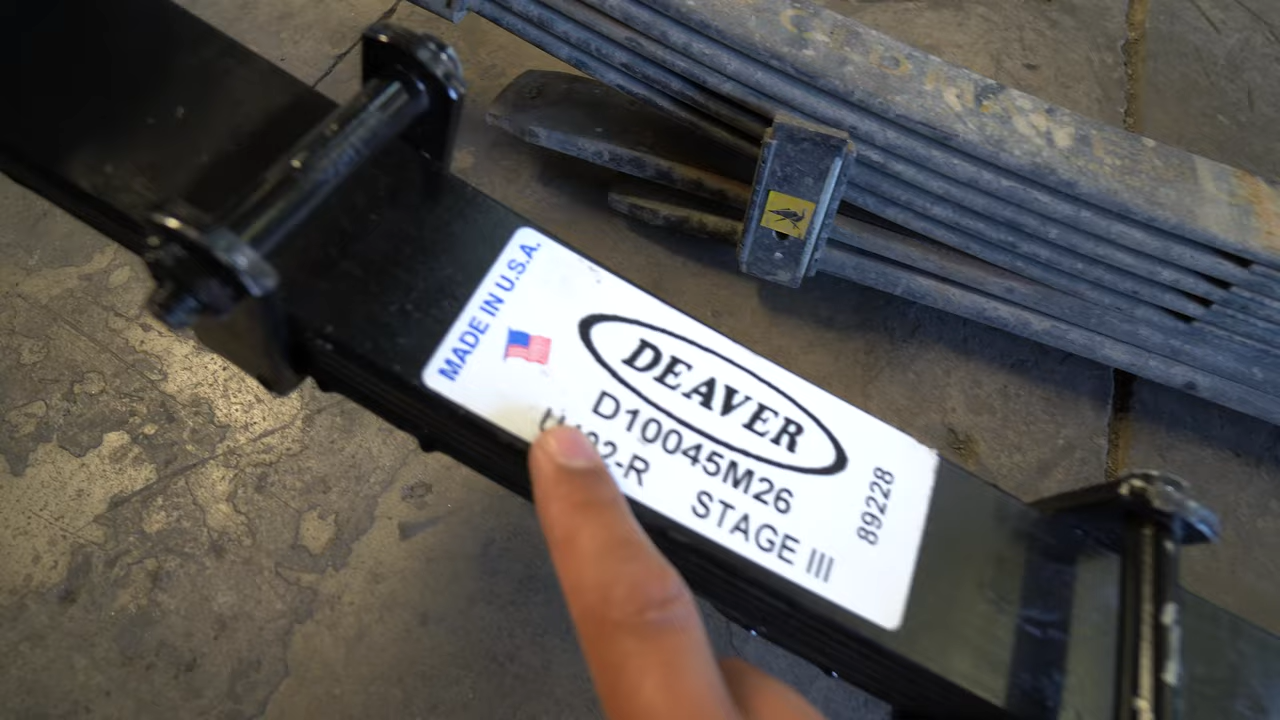 MADE IN U.S.A.
DEAVER
D10045M26
STAGE III
89228